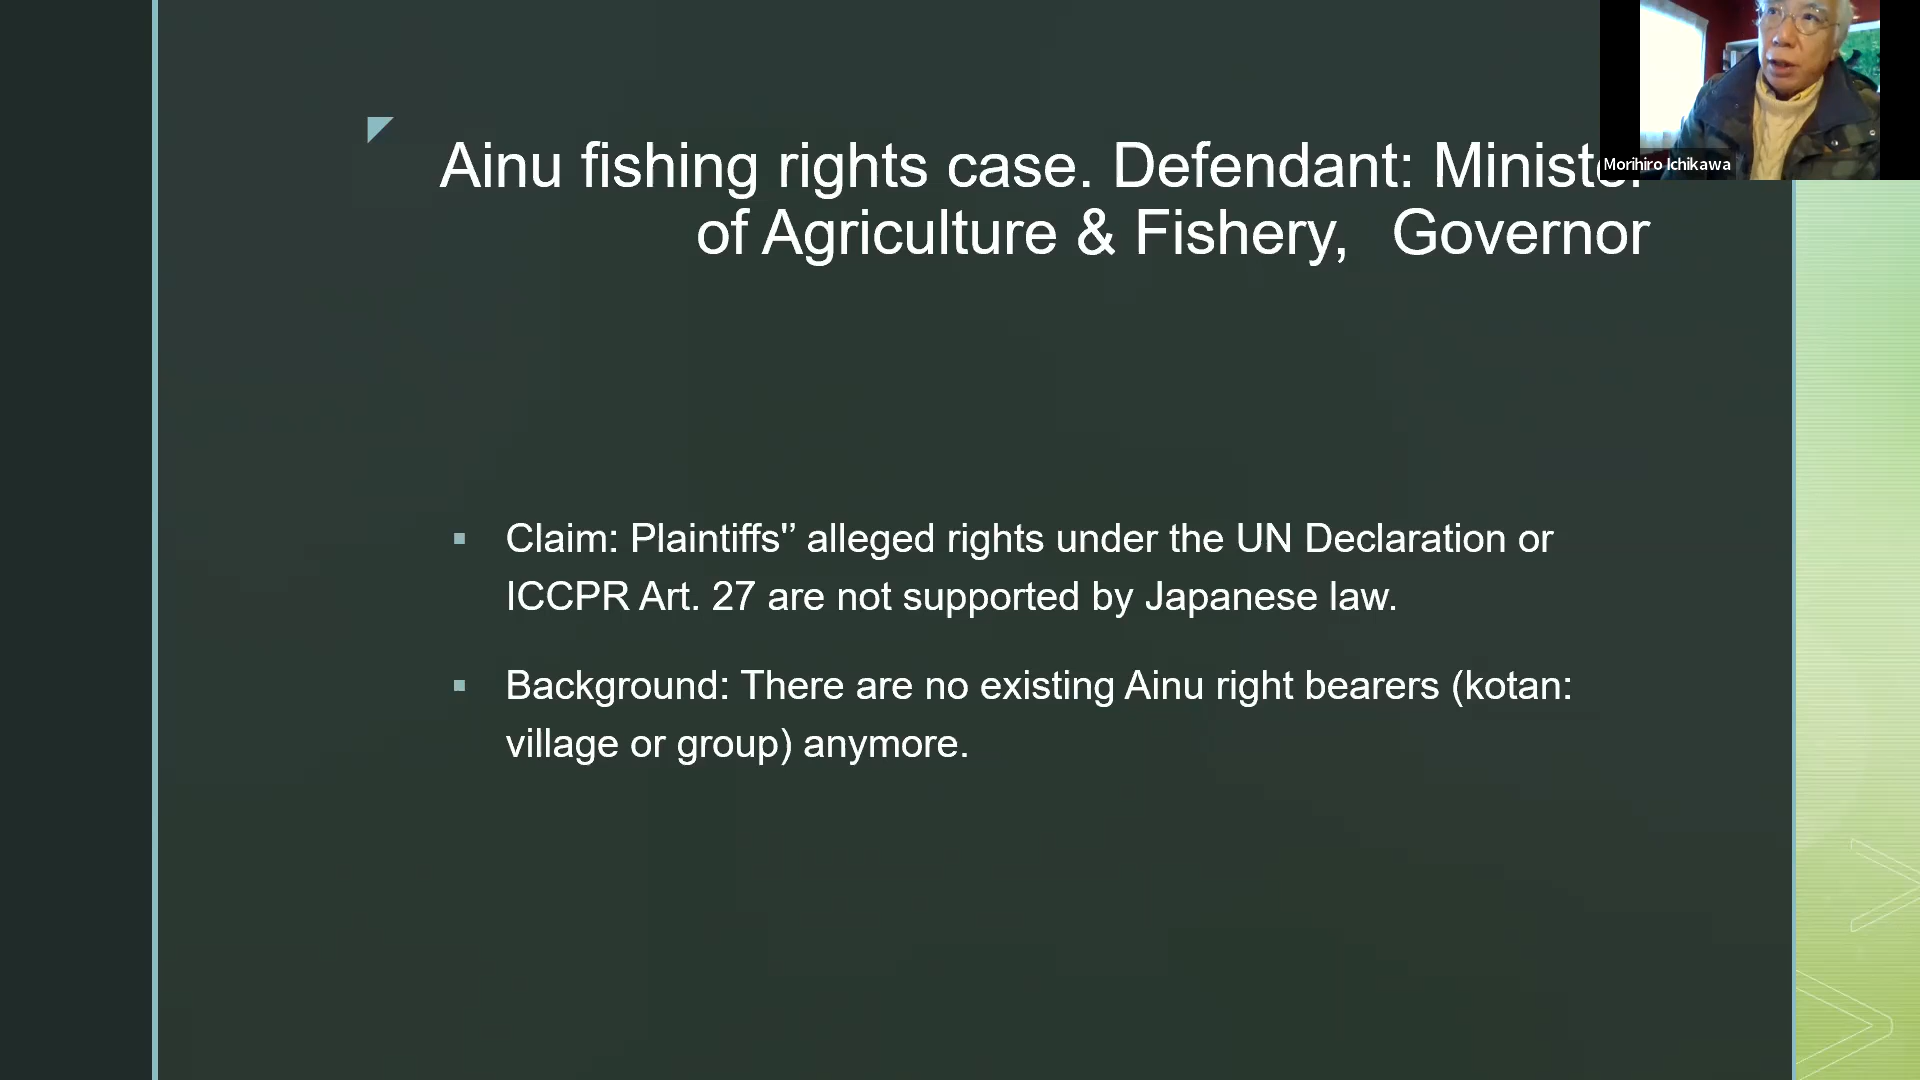 Ainu fishing rights case. Defendant: Minister
of Agriculture & Fishery, Governor
Morihiro Ichikawa
Claim: Plaintiffs'’ alleged rights under the UN Declaration or
ICCPR Art. 27 are not supported by Japanese law.
Background: There are no existing Ainu right bearers (kotan:
village or group) anymore.